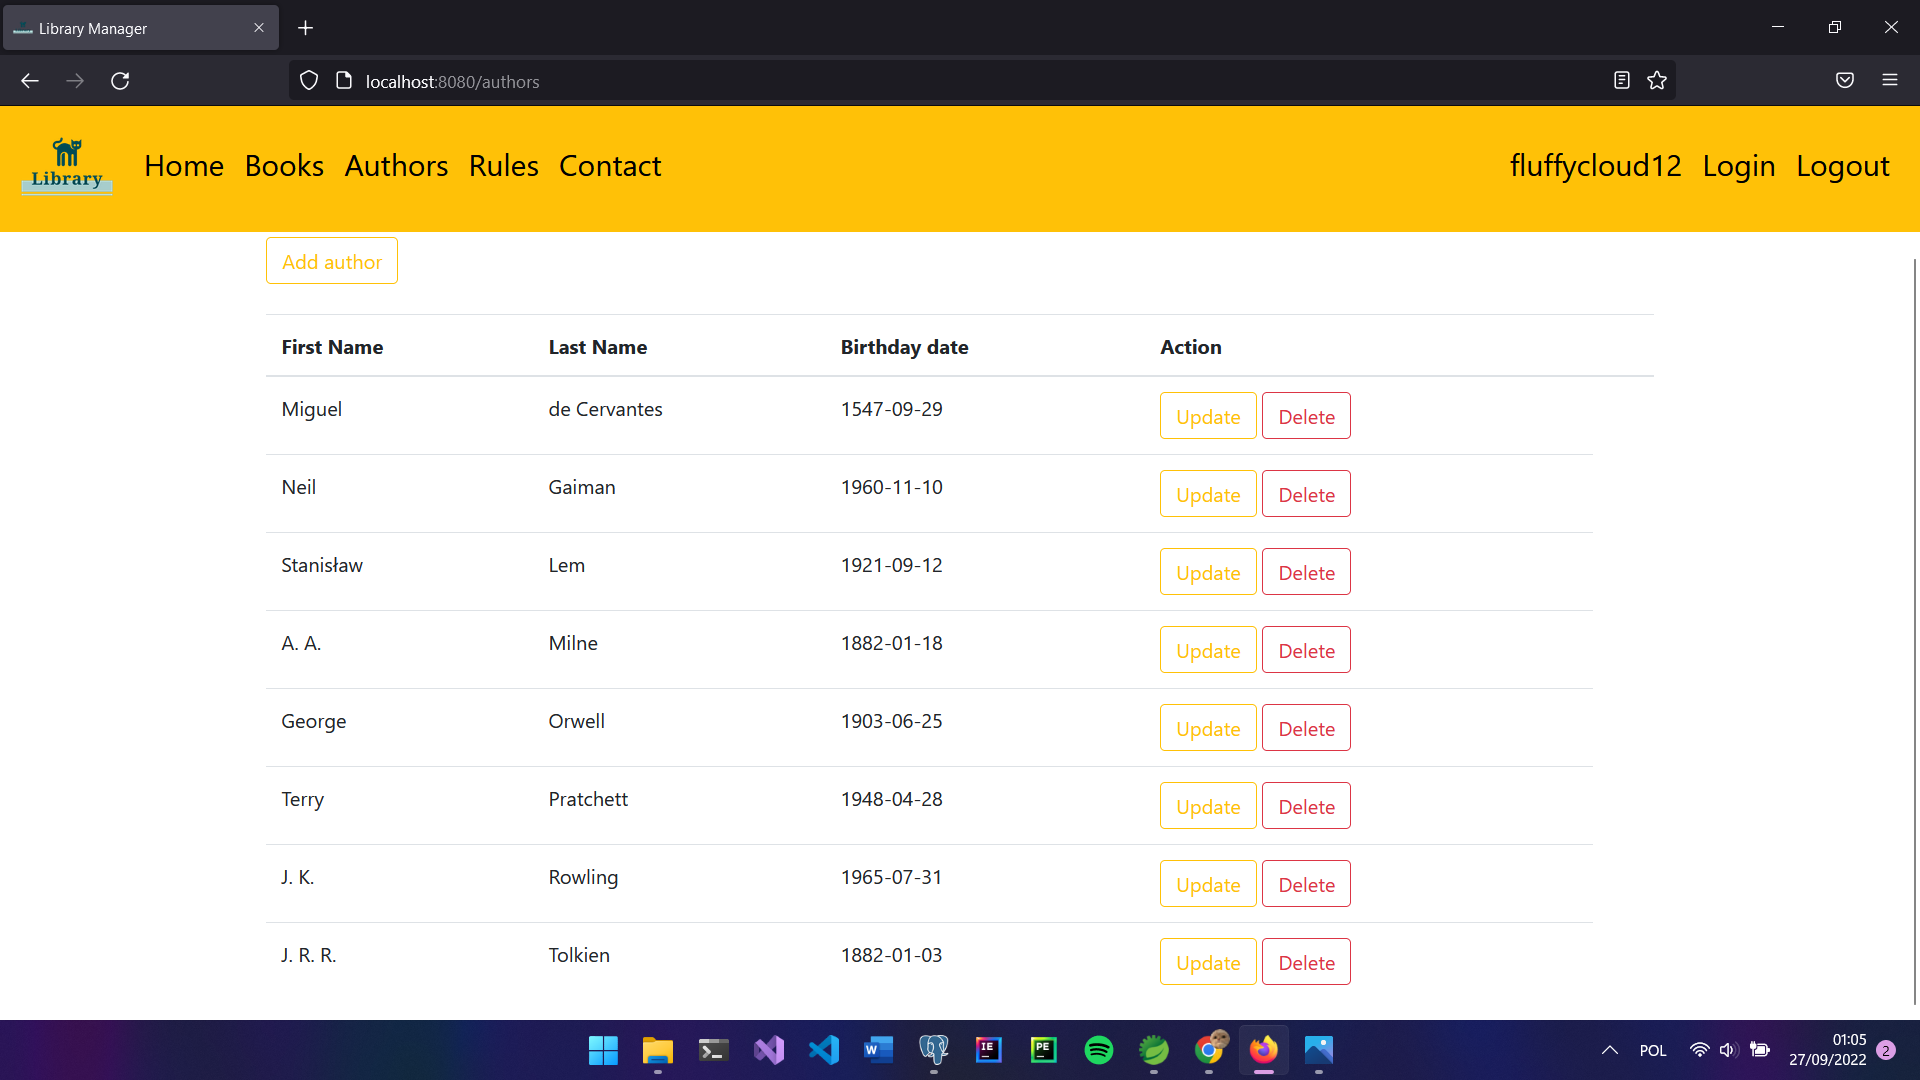 Library Manager
localhost:8080/authors
Library
Home Books Authors Rules Contact fluffycloud12 Login Logout
Add author
First Name Last Name Birthday date Action
Miguel de Cervantes 1547-09-29 Update Delete
Neil Gaiman 1960-11-10 Update Delete
Stanisław Lem 1921-09-12 Update Delete
A. A. Milne 1882-01-18 Update Delete
George Orwell 1903-06-25 Update Delete
Terry Pratchett 1948-04-28 Update Delete
J. K. Rowling 1965-07-31 Update Delete
J. R. R. Tolkien 1882-01-03 Update Delete
W IE PE POL 01:05
27/09/2022 2